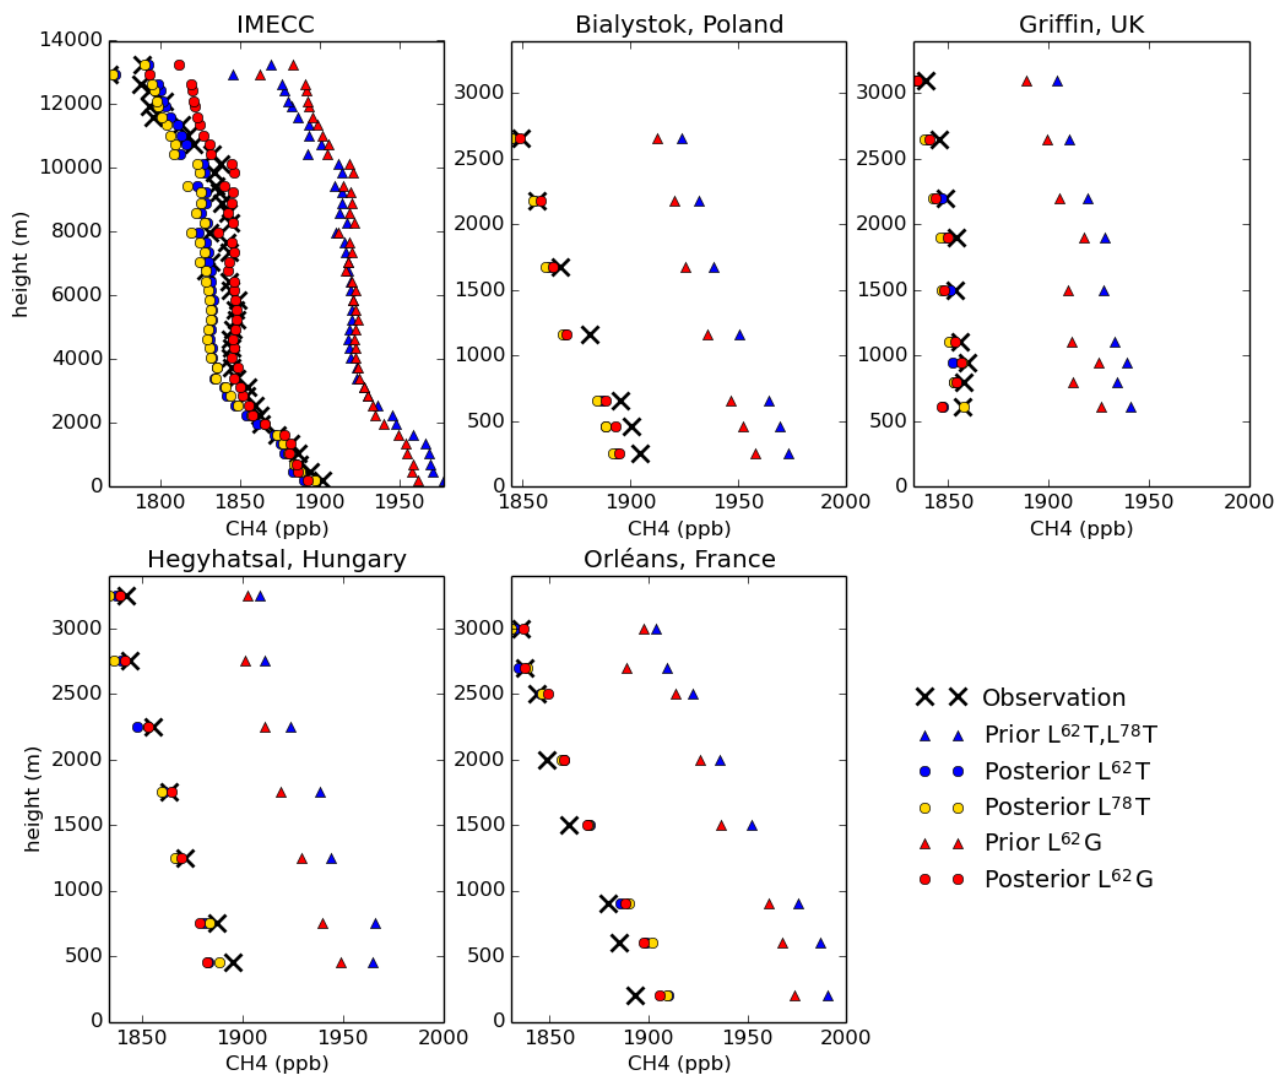 IMECC
Bialystok, Poland
Griffin, UK
14000
12000
10000
8000
6000
4000
2000
0
height (m)
1800 1850 1900 1950
CH4 (ppb)
3000
2500
2000
1500
1000
500
0
1850 1900 1950 2000
CH4 (ppb)
3000
2500
2000
1500
1000
500
0
1850 1900 1950 2000
CH4 (ppb)
Hegyhatsal, Hungary
Orléans, France
3000
2500
2000
1500
1000
500
0
height (m)
1850 1900 1950 2000
CH4 (ppb)
3000
2500
2000
1500
1000
500
0
1850 1900 1950 2000
CH4 (ppb)
Observation
Prior L⁶²T,L⁷⁸T
Posterior L⁶²T
Posterior L⁷⁸T
Prior L⁶²G
Posterior L⁶²G